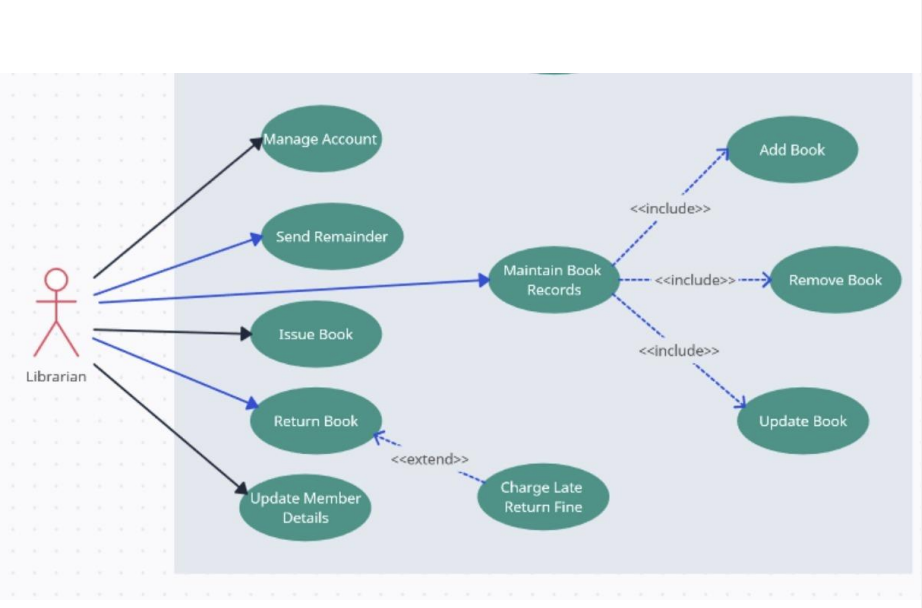 Manage Account
Send Remainder
Issue Book
Return Book
Update Member
Details
Librarian
Maintain Book
Records
<<include>>
<<include>>
<<include>>
Add Book
Remove Book
Update Book
<<extend>>
Charge Late
Return Fine